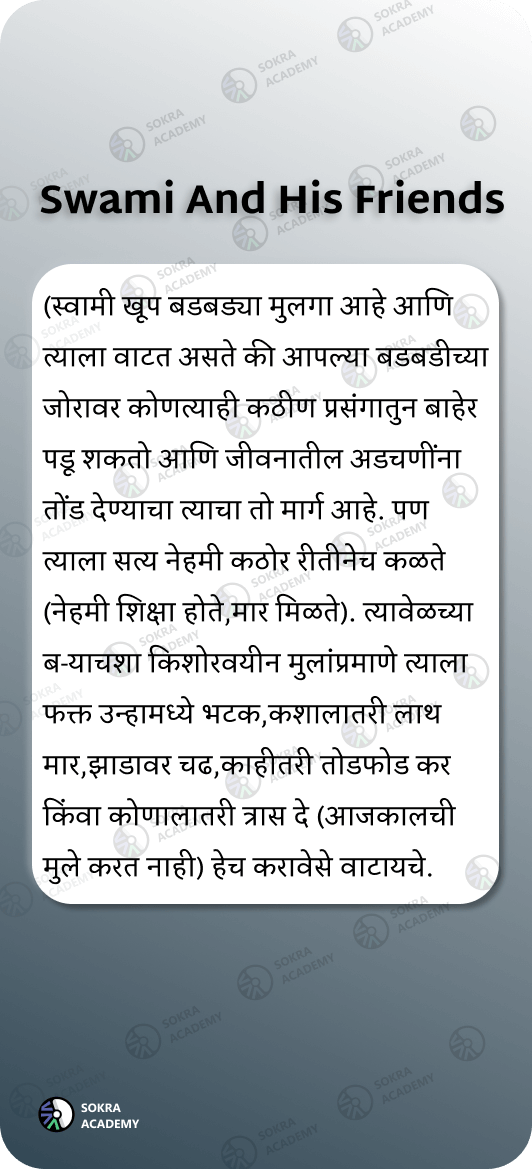 Swami And His Friends
(स्वामी खूप बडबड्या मुलगा आहे आणि
त्याला वाटत असते की आपल्या बडबडीच्या
जोरावर कोणत्याही कठीण प्रसंगातुन बाहेर
पडू शकतो आणि जीवनातील अडचणींना
तोंड देण्याचा त्याचा तो मार्ग आहे. पण
त्याला सत्य नेहमी कठोर रीतीनेच कळते
(नेहमी शिक्षा होते,मार मिळते). त्यावेळच्या
ब-याचशा किशोरवयीन मुलांप्रमाणे त्याला
फक्त उन्हामध्ये भटक,कशालातरी लाथ
मार,झाडावर चढ,काहीतरी तोडफोड कर
किंवा कोणालातरी त्रास दे (आजकालची
मुले करत नाही) हेच करावेसे वाटायचे.
SOKRA
ACADEMY